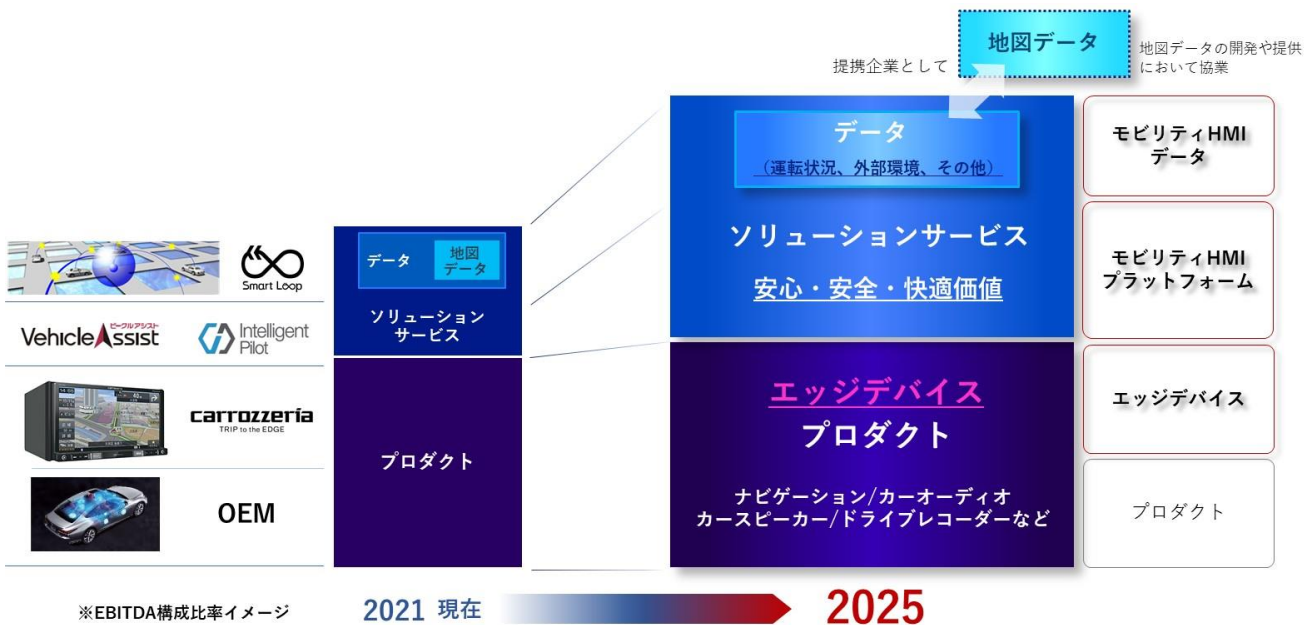 地図データ
提携企業として
地図データの開発や提供
において協業
データ
（運転状況、外部環境、その他）
ソリューションサービス
安心・安全・快適価値
モビリティHMI
データ
モビリティHMI
プラットフォーム
Smart Loop
ビークルアシスト
VehicleAssist
Intelligent
Pilot
データ
地図
データ
ソリューション
サービス
carrozzeria
TRIP to the EDGE
OEM
プロダクト
エッジデバイス
プロダクト
ナビゲーション/カーオーディオ
カースピーカー/ドライブレコーダーなど
エッジデバイス
プロダクト
※EBITDA構成比率イメージ
2021 現在
2025